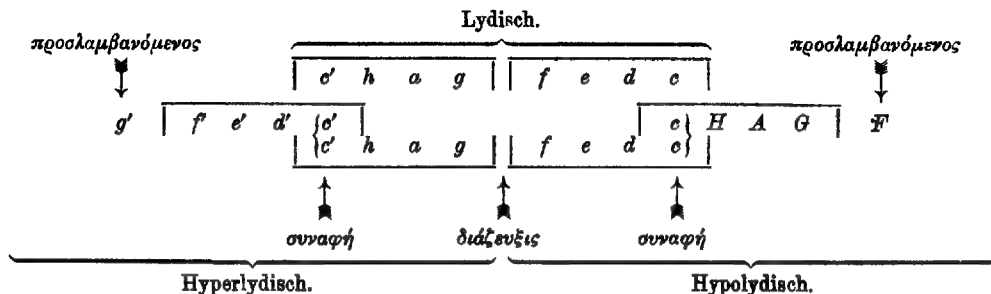 Lydisch.
προσλαμβανόμενος προσλαμβανόμενος
c' h a g f e d c
g' f' e' d' c' c H A G F
c' h a g f e d c
συναφή διάζευξις συναφή
Hyperlydisch. Hypolydisch.